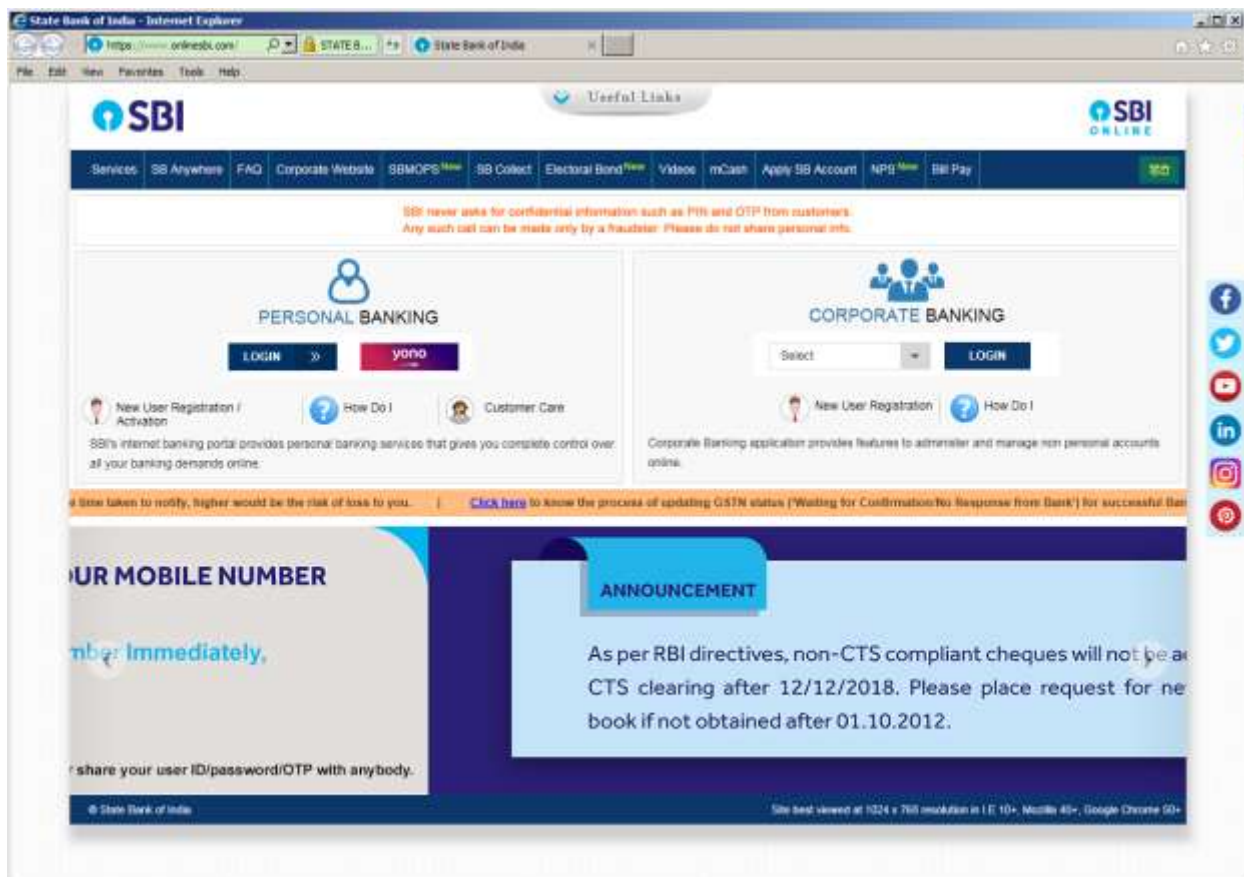 State Bank of India - Internet Explorer
https://www.onlinesbi.com/ STATE B... State Bank of India
File Edit View Favorites Tools Help
Useful Links
SBI
SBI
ONLINE
Services SB Anywhere FAQ Corporate Website SBMOPS New SB Collect Electoral Bond New Videos mCash Apply SB Account NPS New Bill Pay
SBI never asks for confidential information such as PIN and OTP from customers.
Any such call can be made only by a fraudster. Please do not share personal info.
PERSONAL BANKING
LOGIN »
yono
New User Registration /
Activation
How Do I
Customer Care
SBI's internet banking portal provides personal banking services that gives you complete control over
all your banking demands online.
CORPORATE BANKING
Select
LOGIN
New User Registration
How Do I
Corporate Banking application provides features to administer and manage non personal accounts
online.
time taken to notify, higher would be the risk of loss to you. | Click here to know the process of updating GSTN status ('Waiting for Confirmation/No Response from Bank') for successful Ban
OUR MOBILE NUMBER
mber Immediately,
share your user ID/password/OTP with anybody.
ANNOUNCEMENT
As per RBI directives, non-CTS compliant cheques will not be ac
CTS clearing after 12/12/2018. Please place request for ne
book if not obtained after 01.10.2012.
© State Bank of India
Site best viewed at 1024 x 768 resolution in I.E 10+, Mozilla 45+, Google Chrome 50+